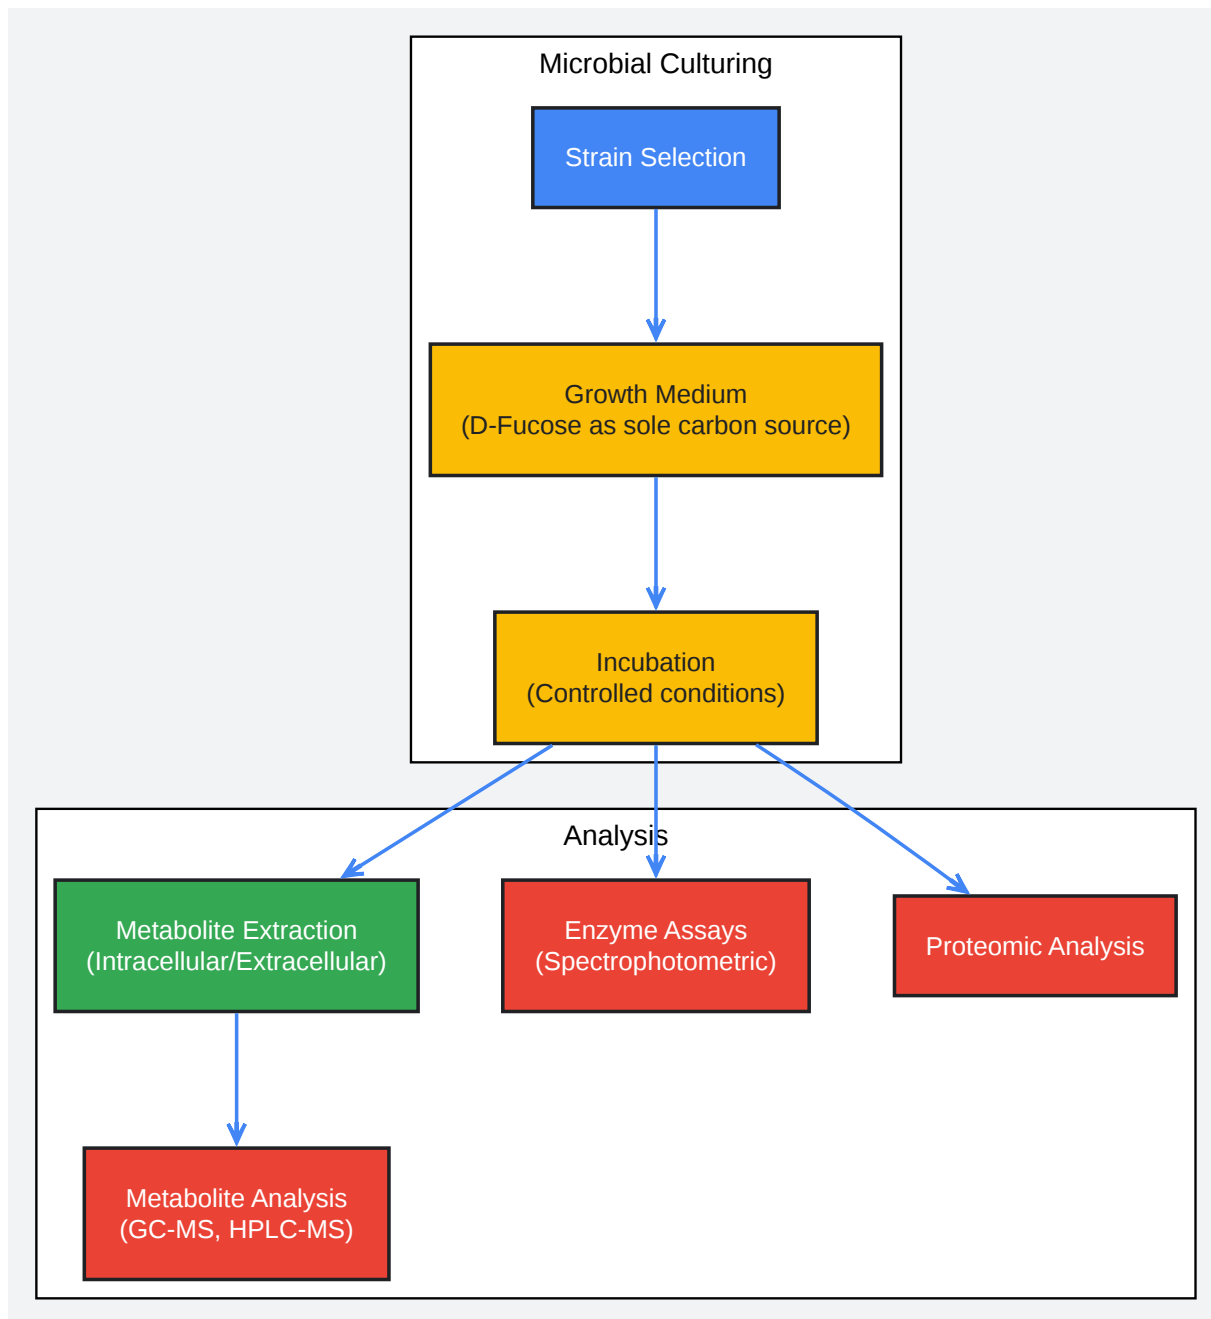 Microbial Culturing
Strain Selection
Growth Medium
(D-Fucose as sole carbon source)
Incubation
(Controlled conditions)
Analysis
Metabolite Extraction
(Intracellular/Extracellular)
Enzyme Assays
(Spectrophotometric)
Proteomic Analysis
Metabolite Analysis
(GC-MS, HPLC-MS)